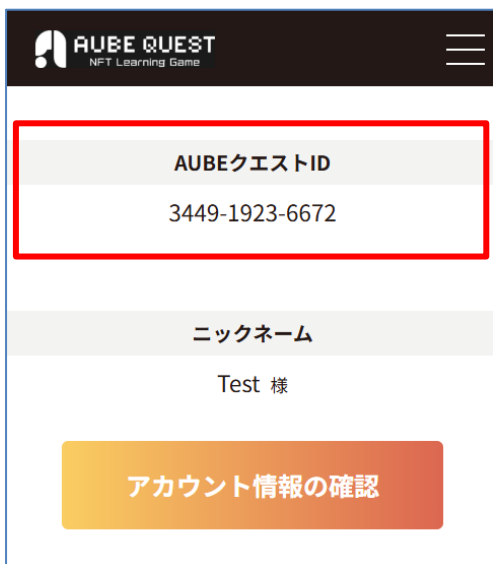 AUBE QUEST
NFT Learning Game
AUBEクエストID
3449-1923-6672
ニックネーム
Test 様
アカウント情報の確認